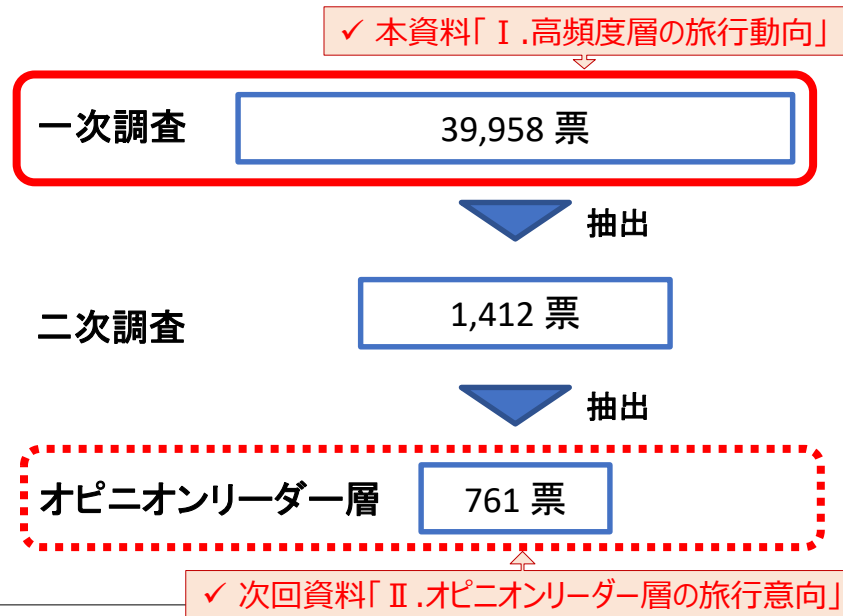 ✓ 本資料「Ⅰ.高頻度層の旅行動向」
一次調査
39,958 票
抽出
二次調査
1,412 票
抽出
オピニオンリーダー層
761 票
✓ 次回資料「Ⅱ.オピニオンリーダー層の旅行意向」